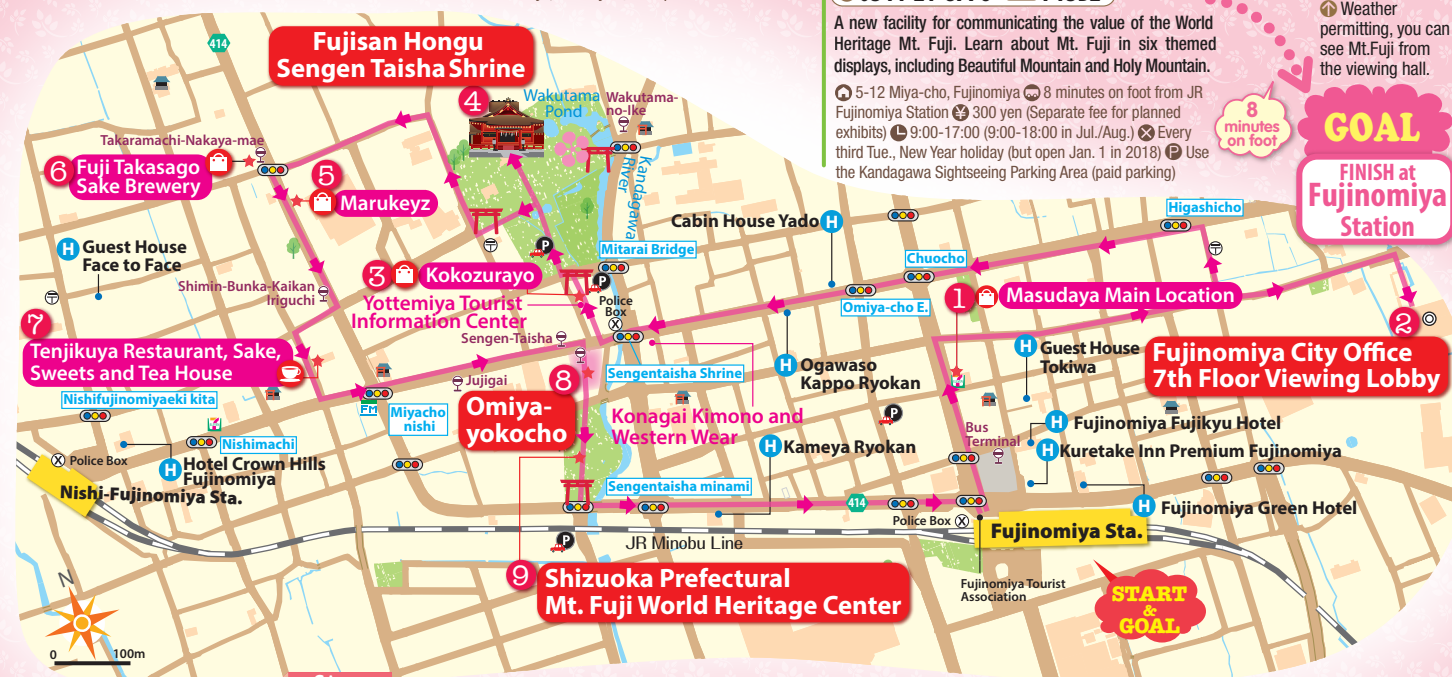 A new facility for communicating the value of the World
Heritage Mt. Fuji. Learn about Mt. Fuji in six themed
displays, including Beautiful Mountain and Holy Mountain.
5-12 Miya-cho, Fujinomiya 8 minutes on foot from JR
Fujinomiya Station ¥ 300 yen (Separate fee for planned
exhibits) 9:00-17:00 (9:00-18:00 in Jul./Aug.) Every
third Tue., New Year holiday (but open Jan. 1 in 2018) P Use
the Kandagawa Sightseeing Parking Area (paid parking)
Weather
permitting, you can
see Mt.Fuji from
the viewing hall.
8
minutes
on foot
GOAL
FINISH at
Fujinomiya
Station
414
Fujisan Hongu
Sengen Taisha Shrine
4
Wakutama
Pond
Wakutama-
no-Ike
Kandagawa
River
Takaramachi-Nakaya-mae
6
Fuji Takasago
Sake Brewery
5
Marukeyz
H Guest House
Face to Face
Shimin-Bunka-Kaikan
Iriguchi
3
Kokozurayo
P
Yottemiya Tourist
Information Center
Sengen-Taisha
Mitarai Bridge
P
Police
Box
Cabin House Yado H
Higashicho
Chuocho
Omiya-cho E.
1
Masudaya Main Location
2
Fujinomiya City Office
7th Floor Viewing Lobby
7
Tenjikuya Restaurant, Sake,
Sweets and Tea House
Nishifujinomiyaeki kita
Nishimachi
FM
Miyacho
nishi
Jujigai
8
Omiya-
yokocho
Sengentaisha Shrine
Konagai Kimono and
Western Wear
H Ogawaso
Kappo Ryokan
H Guest House
Tokiwa
P
Bus
Terminal
H Fujinomiya Fujikyu Hotel
H Kuretake Inn Premium Fujinomiya
H Kameya Ryokan
H Fujinomiya Green Hotel
Police Box
H Hotel Crown Hills
Fujinomiya
Nishi-Fujinomiya Sta.
Sengentaisha minami
414
Police Box
Fujinomiya Sta.
JR Minobu Line
P
9
Shizuoka Prefectural
Mt. Fuji World Heritage Center
Fujinomiya Tourist
Association
START
&
GOAL
N
0 100m